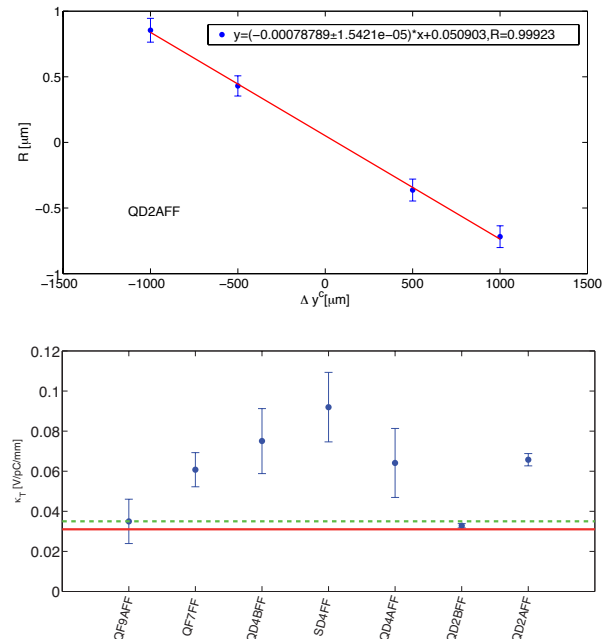 1
y=(−0.00078789±1.5421e−05)*x+0.050903,R=0.99923
0.5
R [μm]
0
−0.5
QD2AFF
−1
−1500 −1000 −500 0 500 1000 1500
Δ y^c[μm]
0.12
0.1
0.08
κ_T [V/pC/mm]
0.06
0.04
0.02
0
QF9AFF QF7FF QD4BFF SD4FF QD4AFF QD2BFF QD2AFF